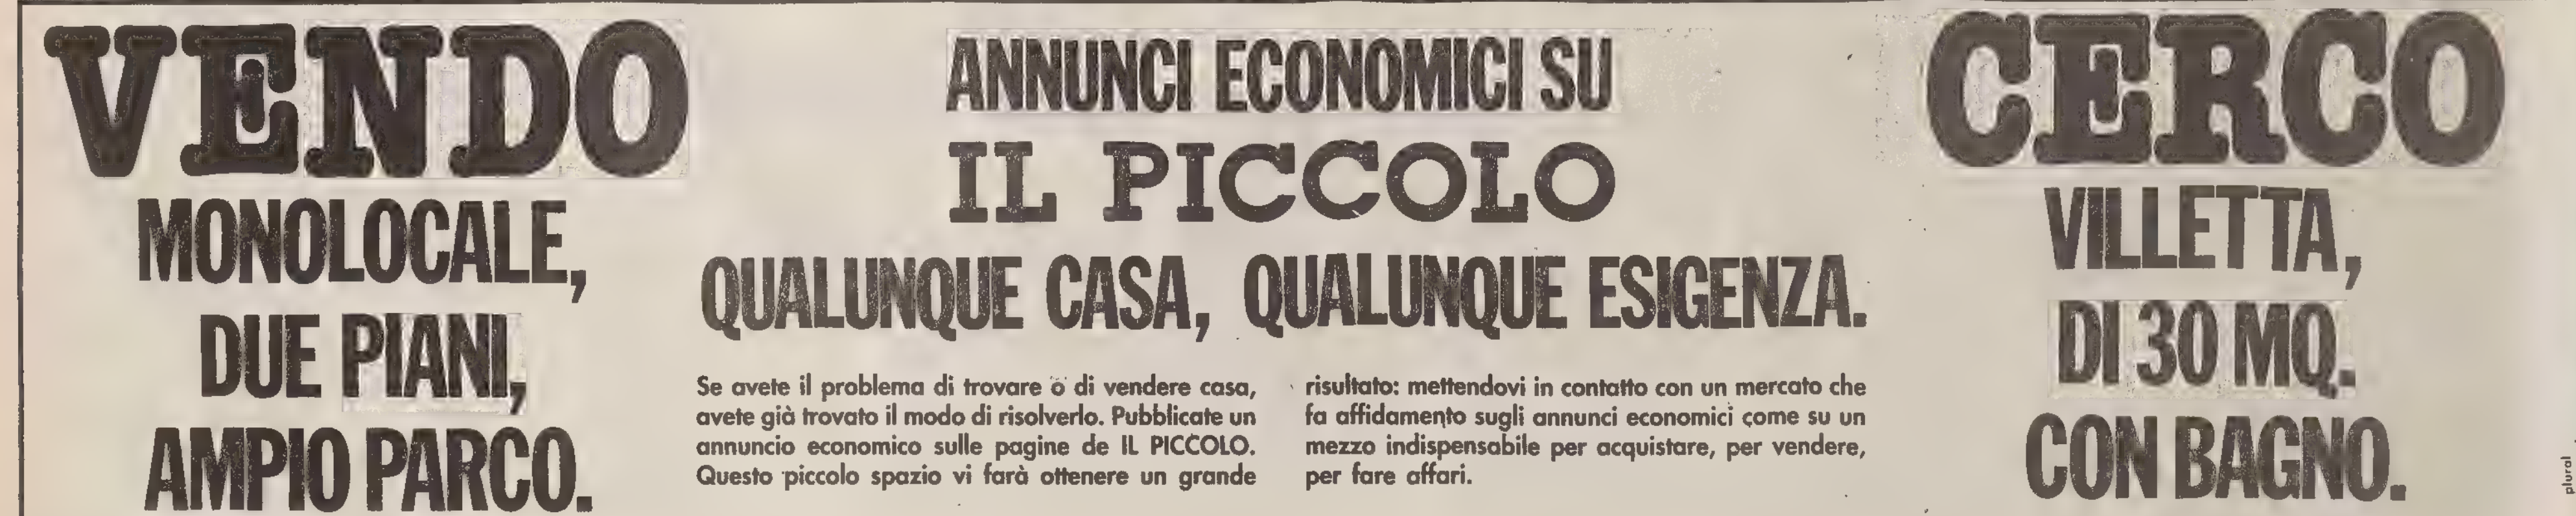 VENDO
MONOLOCALE,
DUE PIANI,
AMPIO PARCO.
ANNUNCI ECONOMICI SU
IL PICCOLO
QUALUNQUE CASA, QUALUNQUE ESIGENZA.
Se avete il problema di trovare o di vendere casa,
avete già trovato il modo di risolverlo. Pubblicate un
annuncio economico sulle pagine de IL PICCOLO.
Questo piccolo spazio vi farà ottenere un grande
risultato: mettendovi in contatto con un mercato che
fa affidamento sugli annunci economici come su un
mezzo indispensabile per acquistare, per vendere,
per fare affari.
CERCO
VILLETTA,
DI 30 MQ.
CON BAGNO.
plural